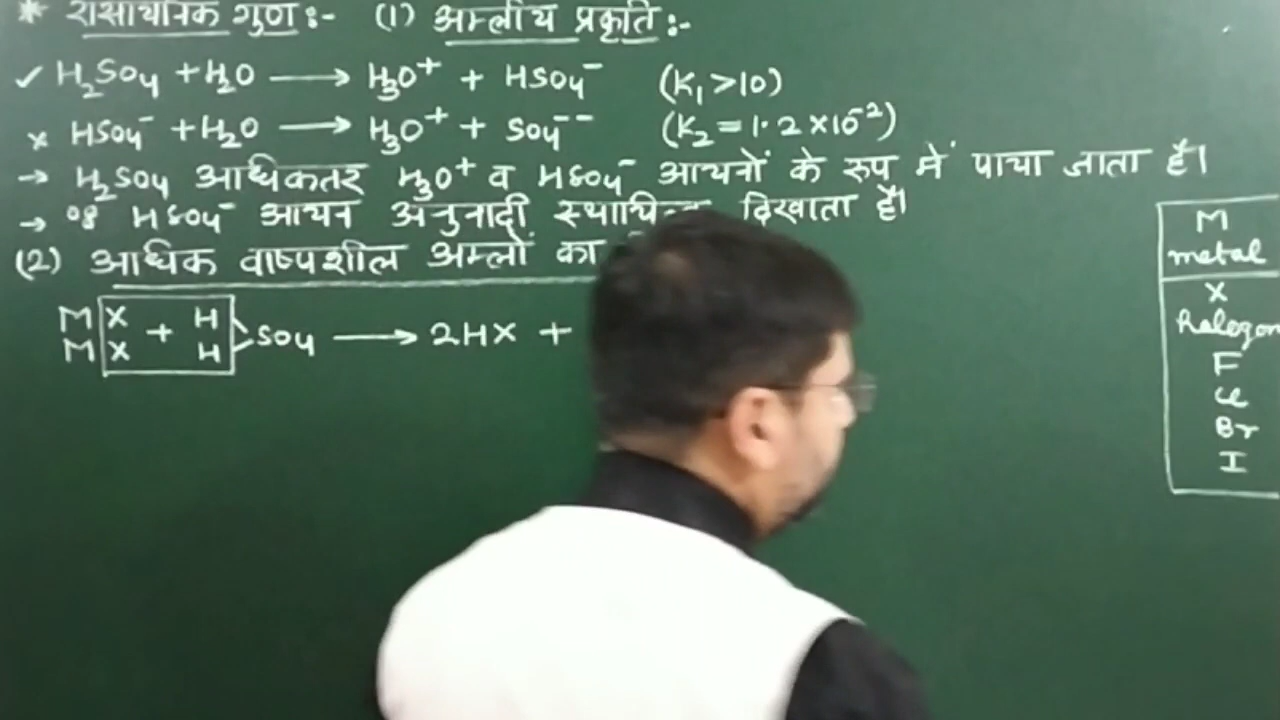 * रासायनिक गुण :- (1) अम्लीय प्रकृति :-
✓ H₂SO₄ + H₂O ⟶ H₃O⁺ + HSO₄⁻ (K₁ >10)
× HSO₄⁻ + H₂O ⟶ H₃O⁺ + SO₄⁻⁻ (K₂ = 1.2 ×10⁻²)
→ H₂SO₄ अधिकतर H₃O⁺ व HSO₄⁻ आयनों के रूप में पाया जाता है।
→ ∵ HSO₄⁻ आयन अनुनादी दिखाता है।
(2) अधिक वाष्पशील अम्लों का
M X + H SO₄ ⟶ 2HX +
M X H
M
metal
X
halogen
F
Cl
Br
I